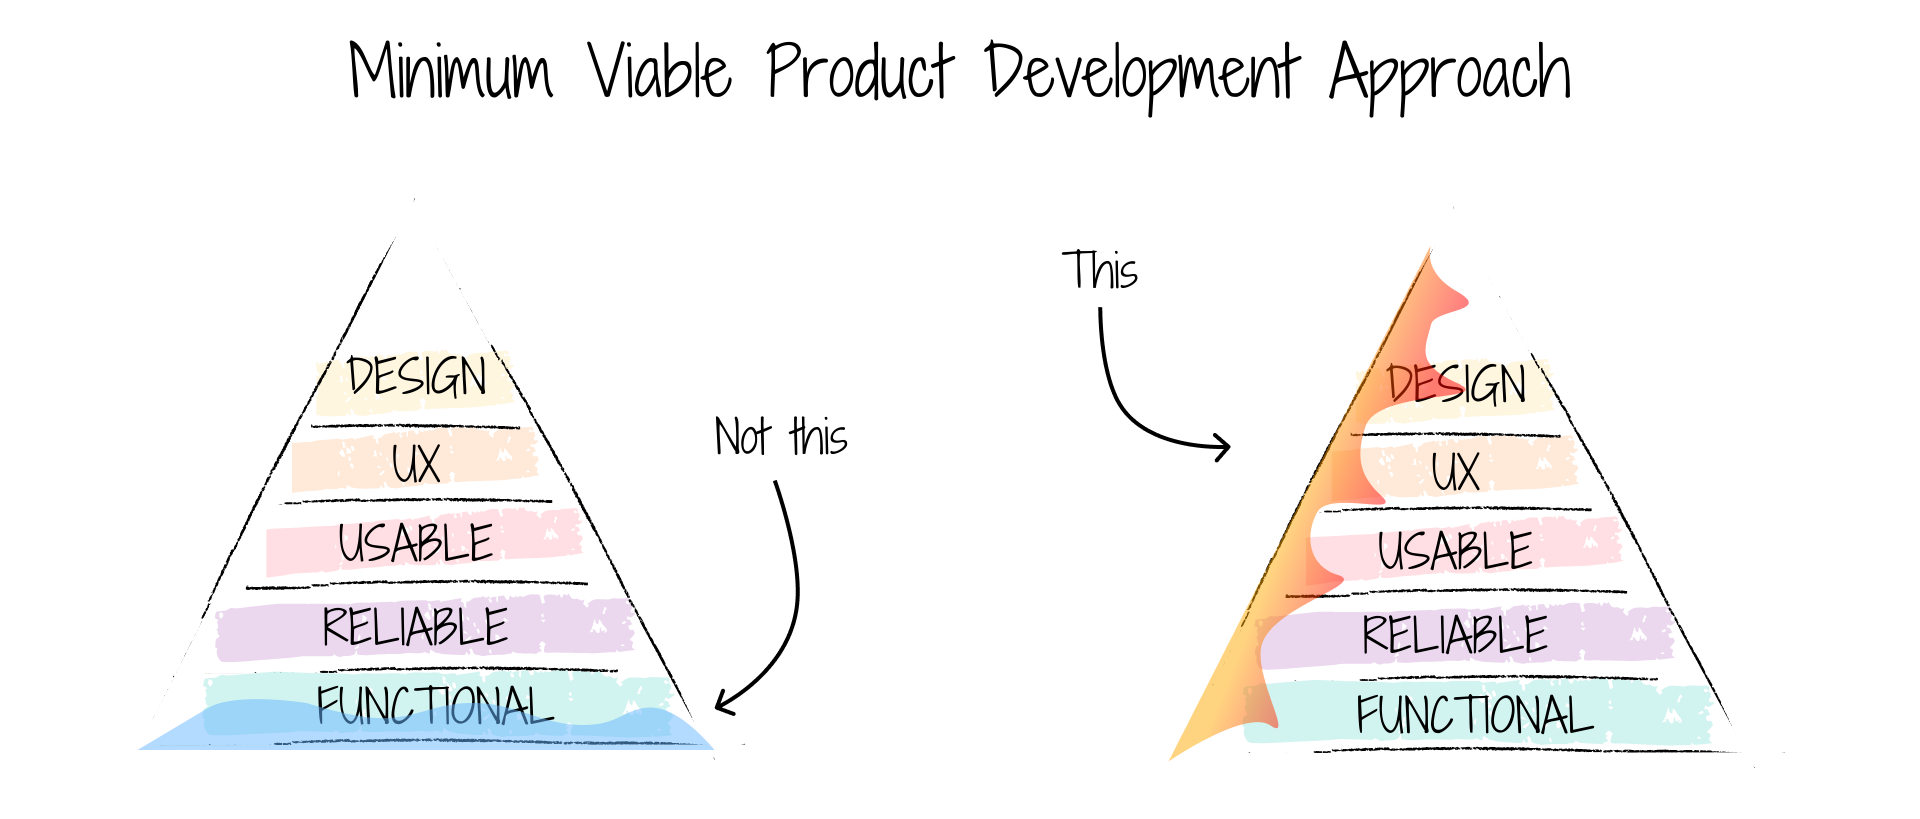 Minimum Viable Product Development Approach
Not this
DESIGN
UX
USABLE
RELIABLE
FUNCTIONAL
This
DESIGN
UX
USABLE
RELIABLE
FUNCTIONAL